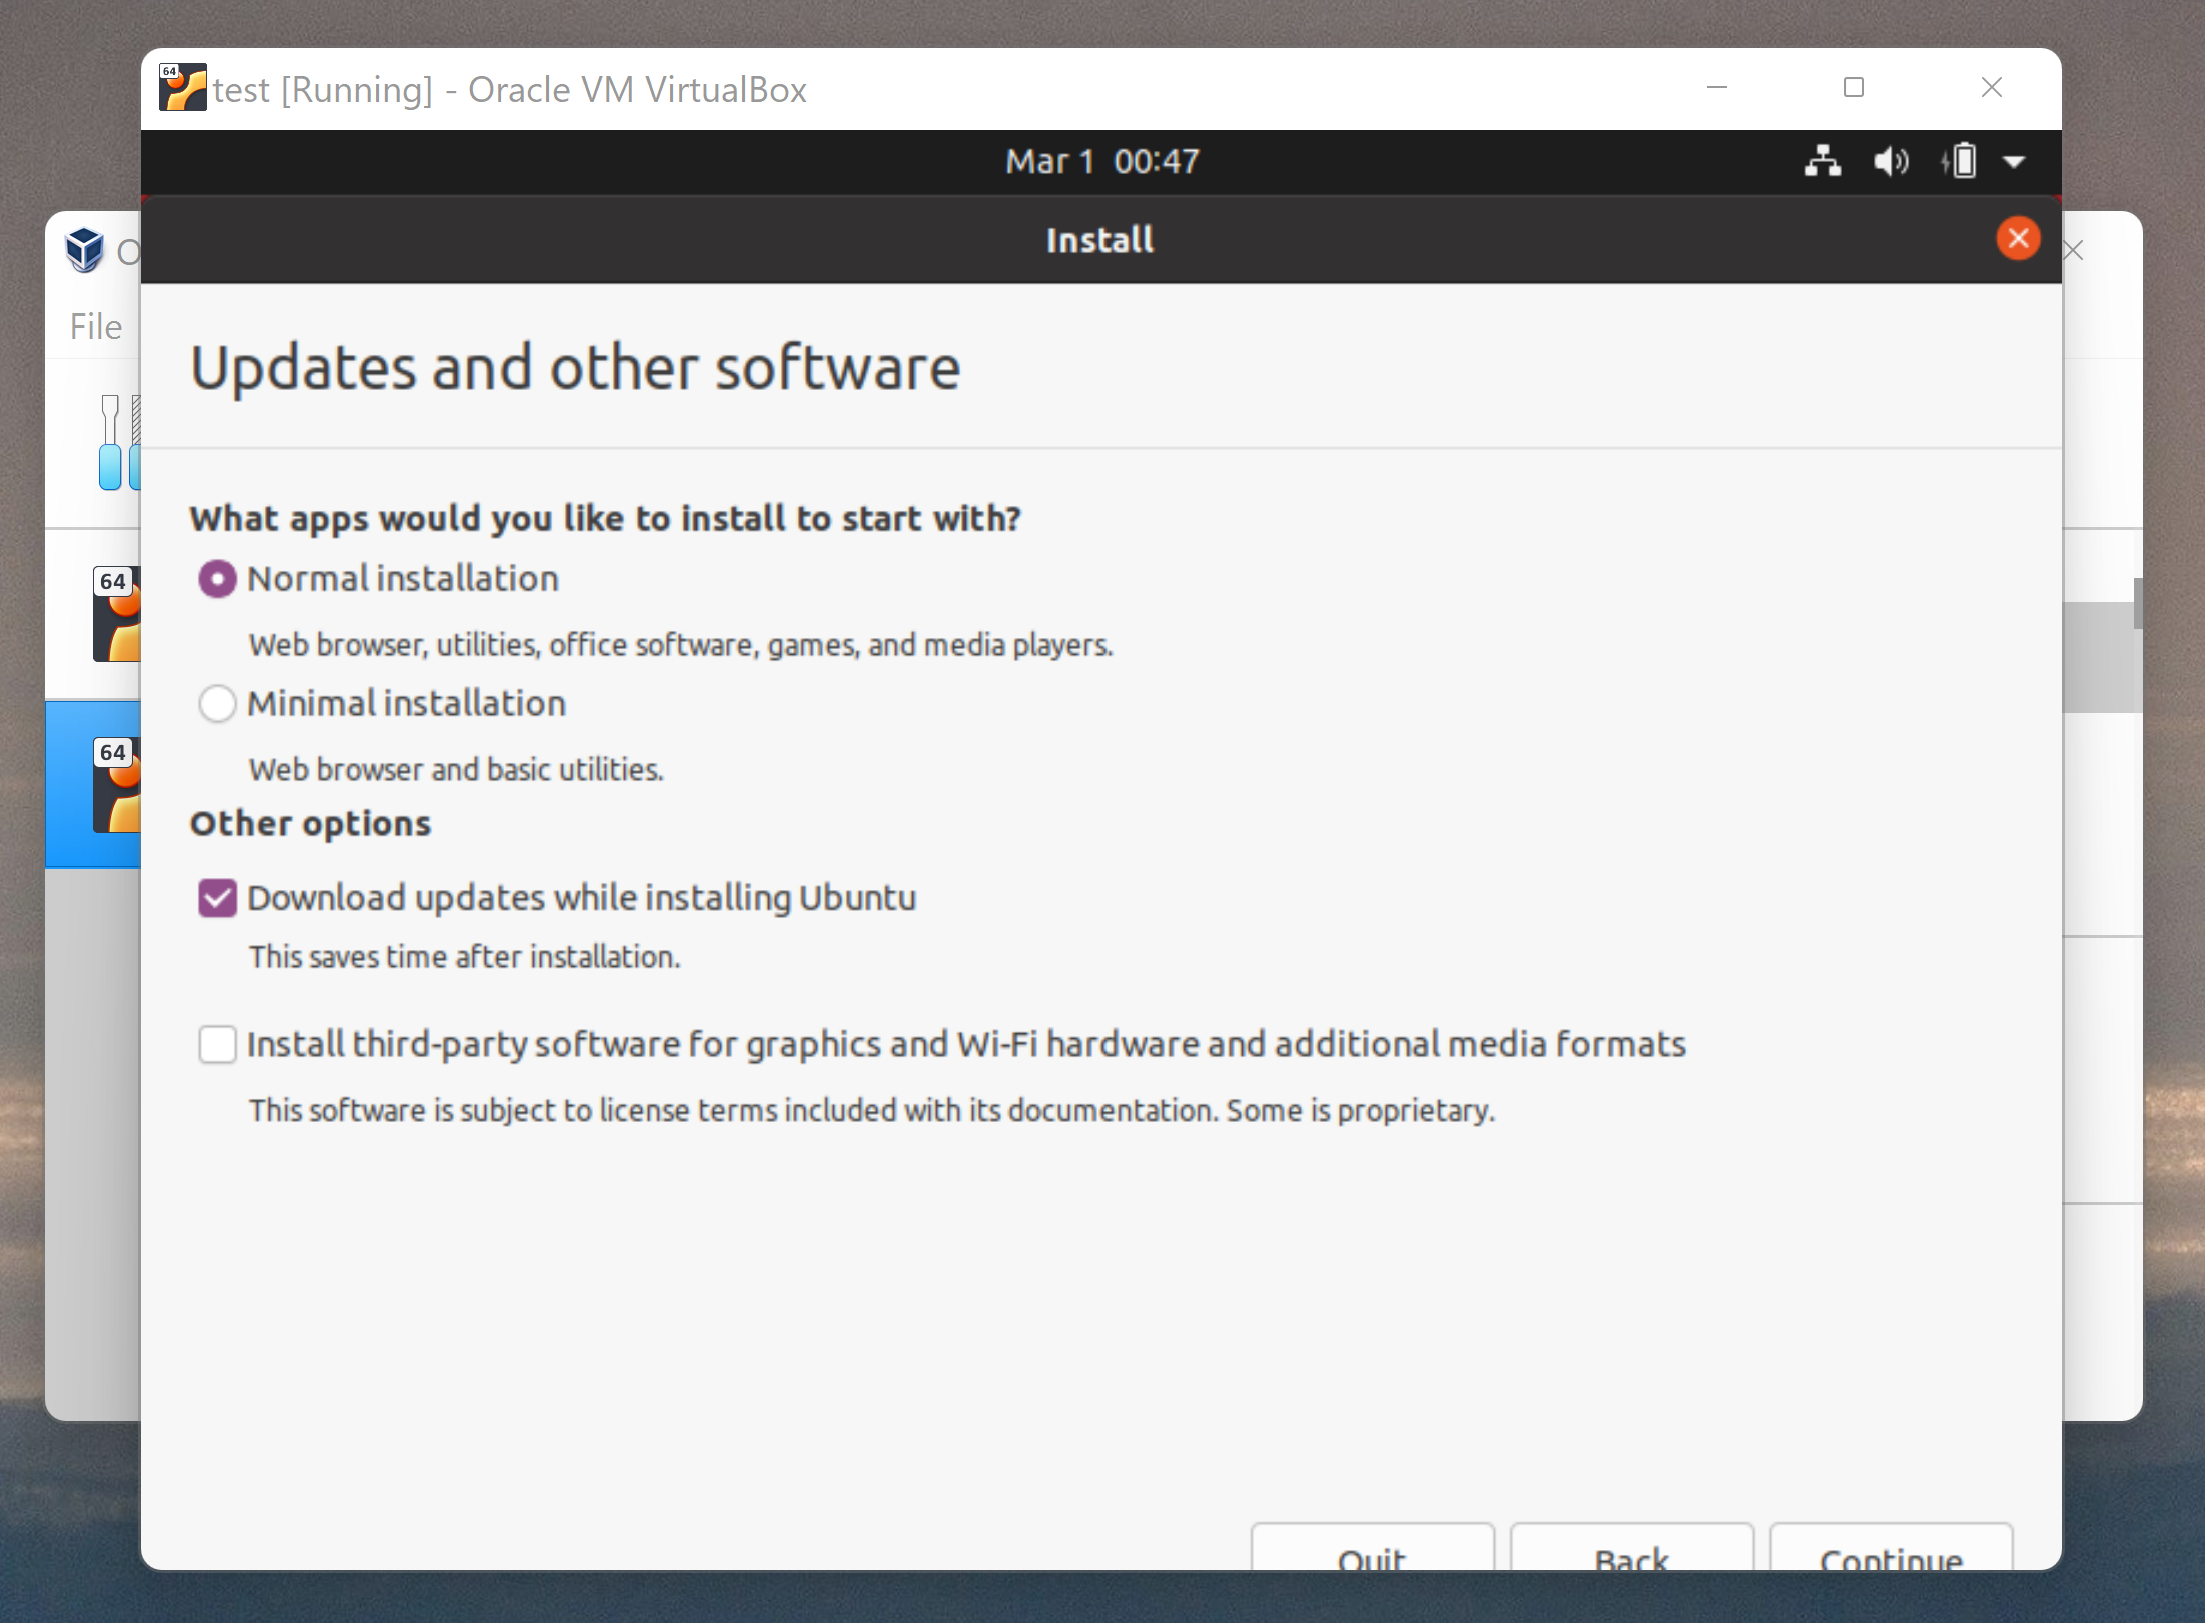 64 test [Running] - Oracle VM VirtualBox
Mar 1 00:47
Install
O
File
Updates and other software
What apps would you like to install to start with?
Normal installation
Web browser, utilities, office software, games, and media players.
64
Minimal installation
Web browser and basic utilities.
64
Other options
Download updates while installing Ubuntu
This saves time after installation.
Install third-party software for graphics and Wi-Fi hardware and additional media formats
This software is subject to license terms included with its documentation. Some is proprietary.
Quit Back Continue